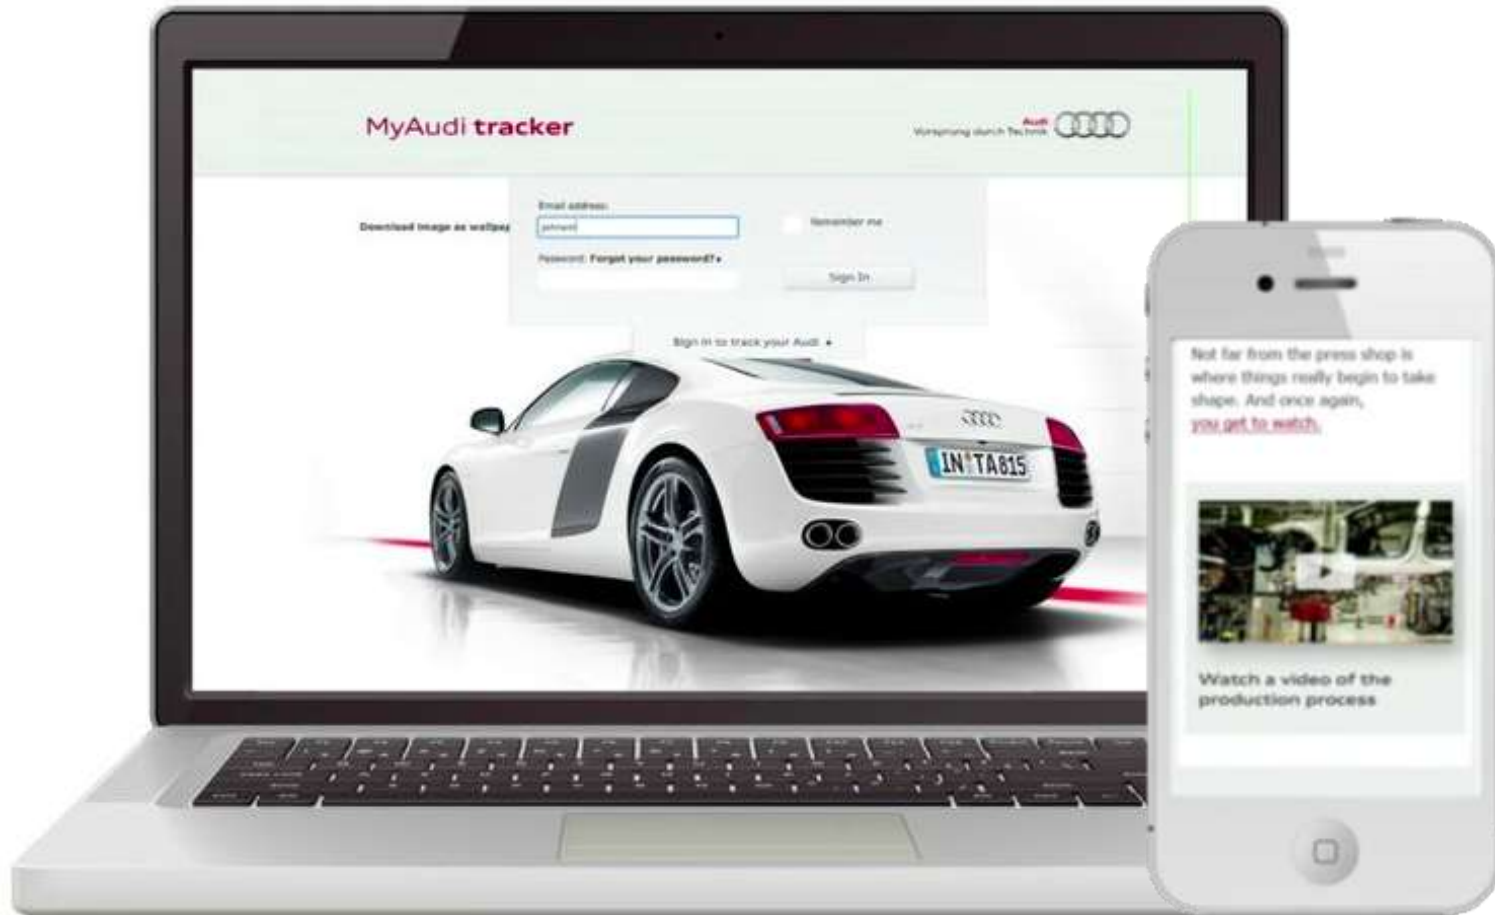 MyAudi tracker
Audi
Vorsprung durch Technik
Email address:
Remember me
Download image as wallpap
Password: Forgot your password?
Sign In
Sign in to track your Audi
IN TA815
Not far from the press shop is
where things really begin to take
shape. And once again,
you get to watch.
Watch a video of the
production process